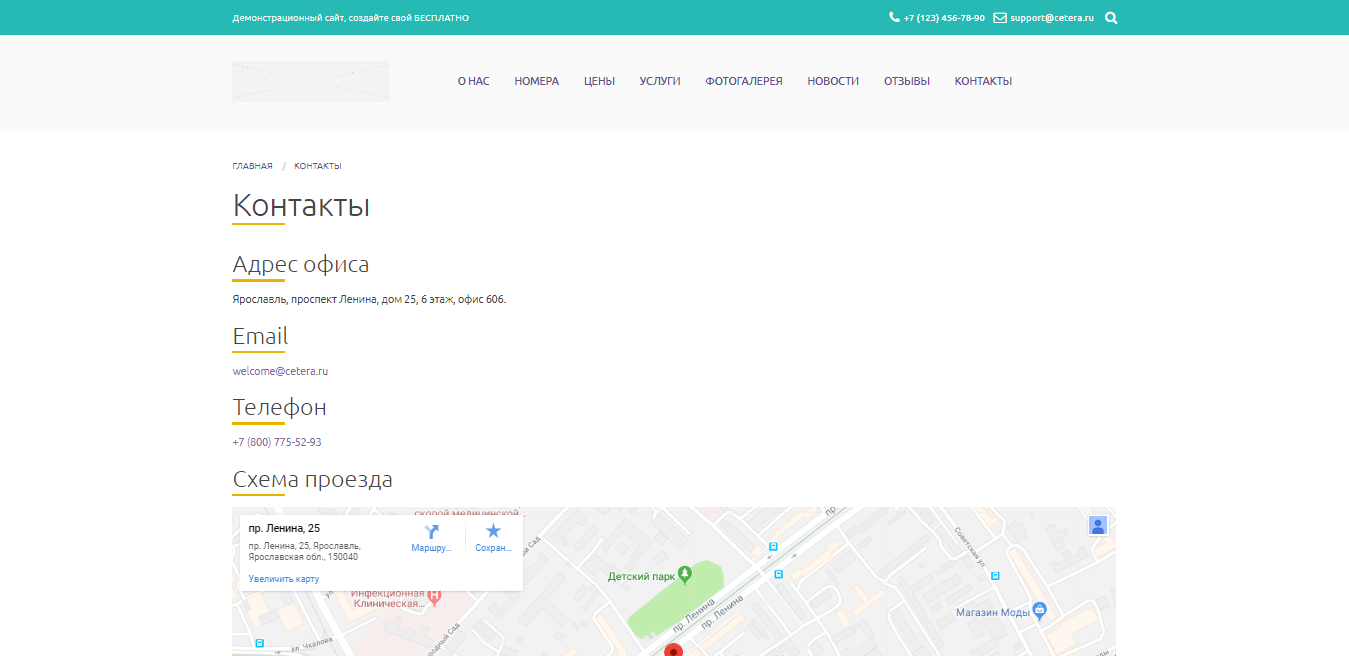 Демонстрационный сайт, создайте свой БЕСПЛАТНО
+7 (123) 456-78-90 support@cetera.ru
О НАС НОМЕРА ЦЕНЫ УСЛУГИ ФОТОГАЛЕРЕЯ НОВОСТИ ОТЗЫВЫ КОНТАКТЫ
ГЛАВНАЯ / КОНТАКТЫ
Контакты
Адрес офиса
Ярославль, проспект Ленина, дом 25, 6 этаж, офис 606.
Email
welcome@cetera.ru
Телефон
+7 (800) 775-52-93
Схема проезда
скорой медицинской...
пр.
пр. Ленина, 25
пр. Ленина, 25, Ярославль,
Ярославская обл., 150040
Маршру...
Сохран...
Увеличить карту
Сад
Советская ул.
Детский парк
Инфекционная
Клиническая...
Н
пр. Ленина
пр. Ленина
Магазин Моды
ул. Чкалова
родный Сад